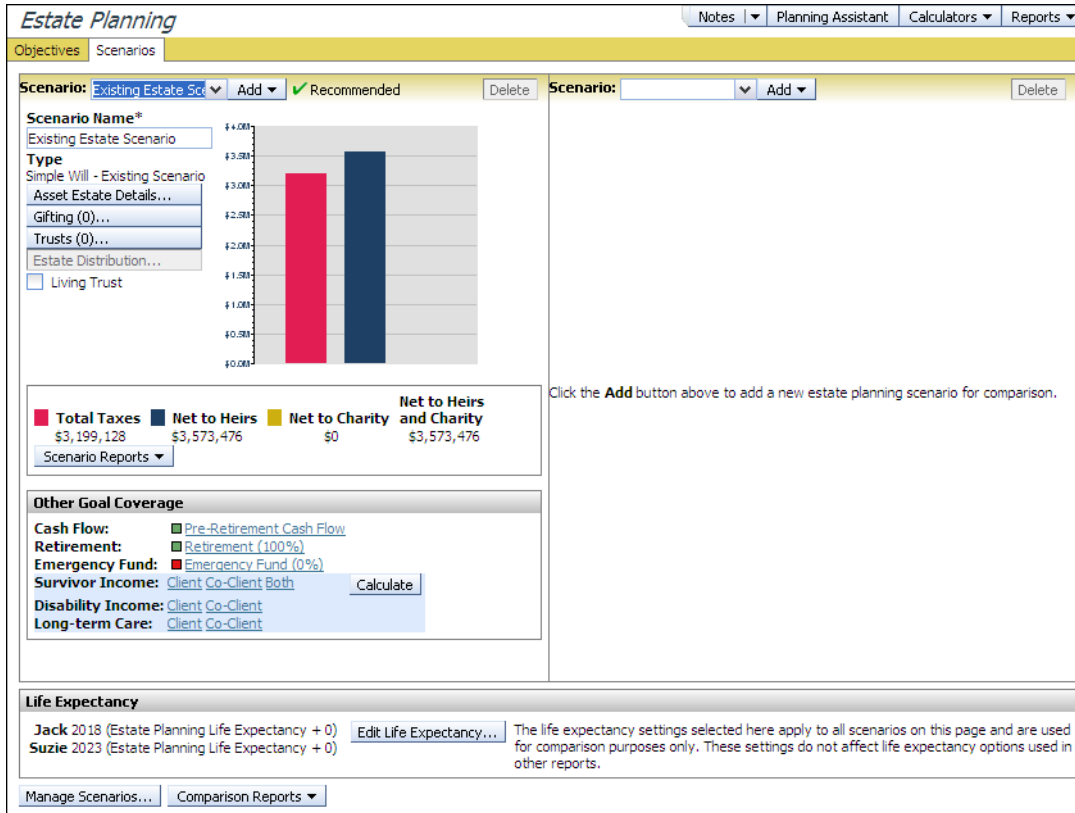 Estate Planning
Notes Planning Assistant Calculators Reports
Objectives Scenarios
Scenario: Existing Estate Sce Add Recommended Delete
Scenario: Add Delete
Scenario Name*
Existing Estate Scenario
Type
Simple Will - Existing Scenario
Asset Estate Details...
Gifting (0)...
Trusts (0)...
Estate Distribution...
Living Trust
$4.0M
$3.5M
$3.0M
$2.5M
$2.0M
$1.5M
$1.0M
$0.5M
$0.0M
Click the Add button above to add a new estate planning scenario for comparison.
Net to Heirs
Total Taxes Net to Heirs Net to Charity and Charity
$3,199,128 $3,573,476 $0 $3,573,476
Scenario Reports
Other Goal Coverage
Cash Flow: Pre-Retirement Cash Flow
Retirement: Retirement (100%)
Emergency Fund: Emergency Fund (0%)
Survivor Income: Client Co-Client Both Calculate
Disability Income: Client Co-Client
Long-term Care: Client Co-Client
Life Expectancy
Jack 2018 (Estate Planning Life Expectancy + 0)
Suzie 2023 (Estate Planning Life Expectancy + 0)
Edit Life Expectancy...
The life expectancy settings selected here apply to all scenarios on this page and are used
for comparison purposes only. These settings do not affect life expectancy options used in
other reports.
Manage Scenarios... Comparison Reports